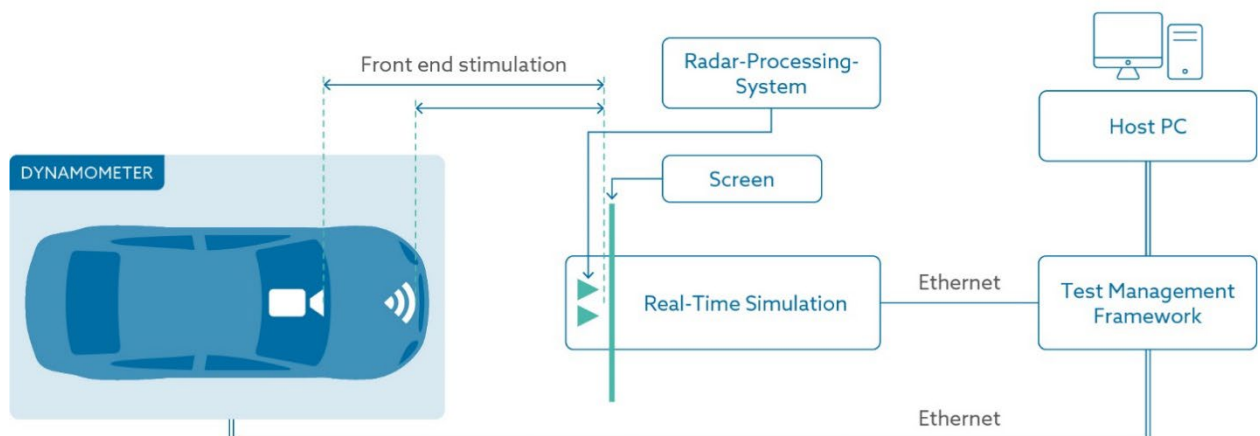 Front end stimulation
Radar-Processing-
System
Host PC
DYNAMOMETER
Screen
Real-Time Simulation
Ethernet
Test Management
Framework
Ethernet